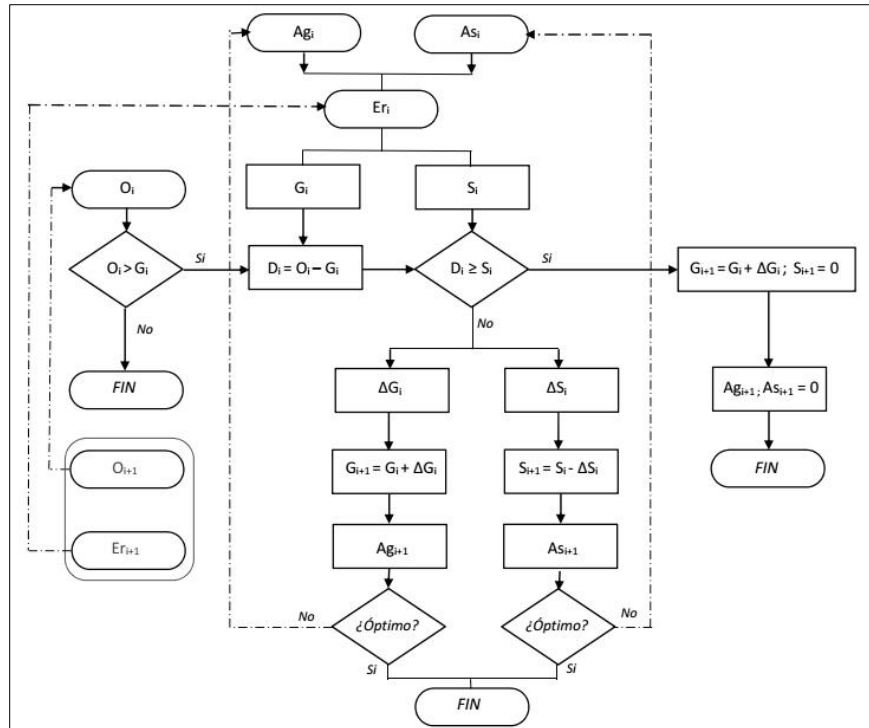 Agᵢ
Asᵢ
Erᵢ
Oᵢ
Gᵢ
Sᵢ
Oᵢ > Gᵢ
Si
Dᵢ = Oᵢ – Gᵢ
Dᵢ ≥ Sᵢ
Si
Gᵢ₊₁ = Gᵢ + ΔGᵢ ; Sᵢ₊₁ = 0
No
No
FIN
ΔGᵢ
ΔSᵢ
Agᵢ₊₁ ; Asᵢ₊₁ = 0
Oᵢ₊₁
Gᵢ₊₁ = Gᵢ + ΔGᵢ
Sᵢ₊₁ = Sᵢ - ΔSᵢ
FIN
Erᵢ₊₁
Agᵢ₊₁
Asᵢ₊₁
No
¿Óptimo?
¿Óptimo?
No
Si
Si
FIN